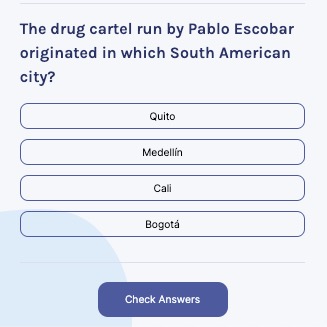 The drug cartel run by Pablo Escobar
originated in which South American
city?
Quito
Medellín
Cali
Bogotá
Check Answers